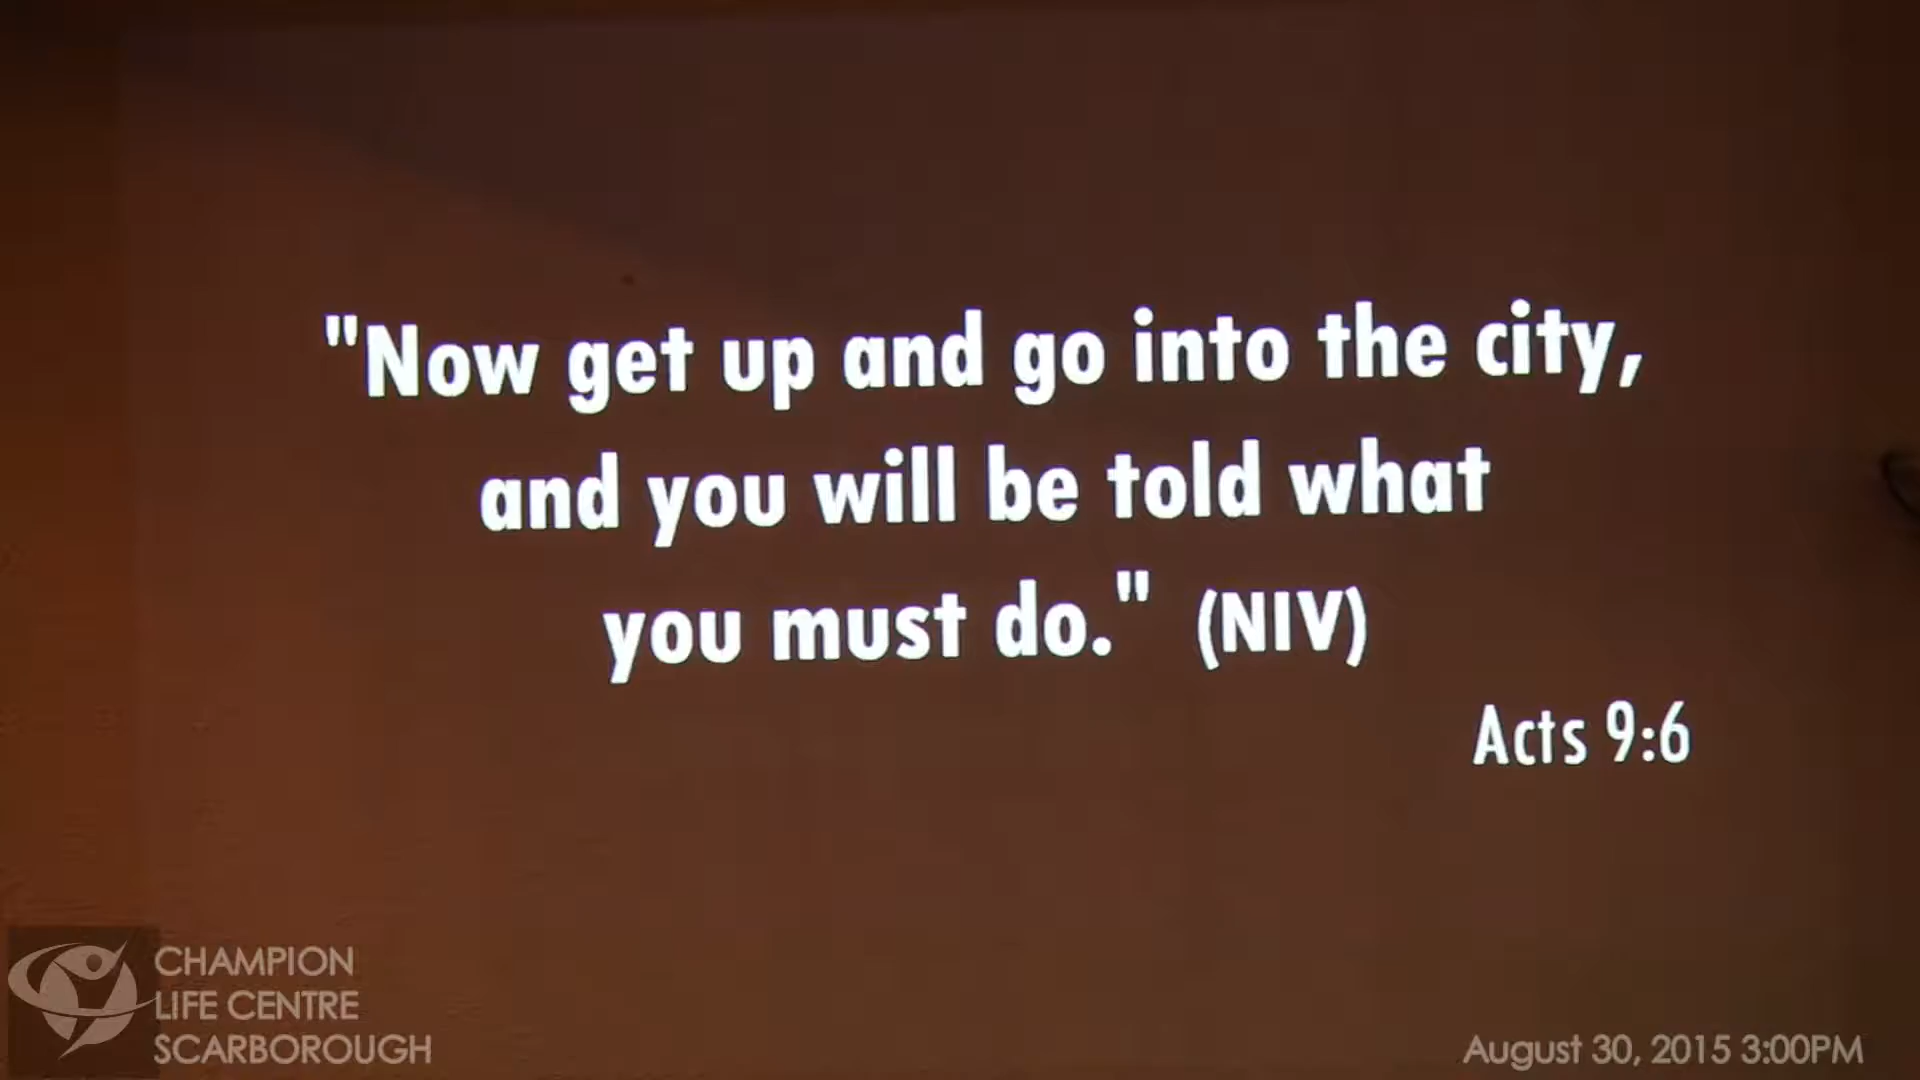 "Now get up and go into the city,
and you will be told what
you must do." (NIV)
Acts 9:6
CHAMPION
LIFE CENTRE
SCARBOROUGH
August 30, 2015 3:00PM